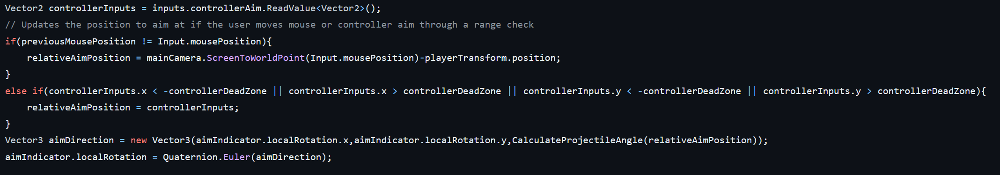 Vector2 controllerInputs = inputs.controllerAim.ReadValue<Vector2>();
// Updates the position to aim at if the user moves mouse or controller aim through a range check
if(previousMousePosition != Input.mousePosition){
    relativeAimPosition = mainCamera.ScreenToWorldPoint(Input.mousePosition)-playerTransform.position;
}
else if(controllerInputs.x < -controllerDeadZone || controllerInputs.x > controllerDeadZone || controllerInputs.y < -controllerDeadZone || controllerInputs.y > controllerDeadZone){
    relativeAimPosition = controllerInputs;
}
Vector3 aimDirection = new Vector3(aimIndicator.localRotation.x,aimIndicator.localRotation.y,CalculateProjectileAngle(relativeAimPosition));
aimIndicator.localRotation = Quaternion.Euler(aimDirection);